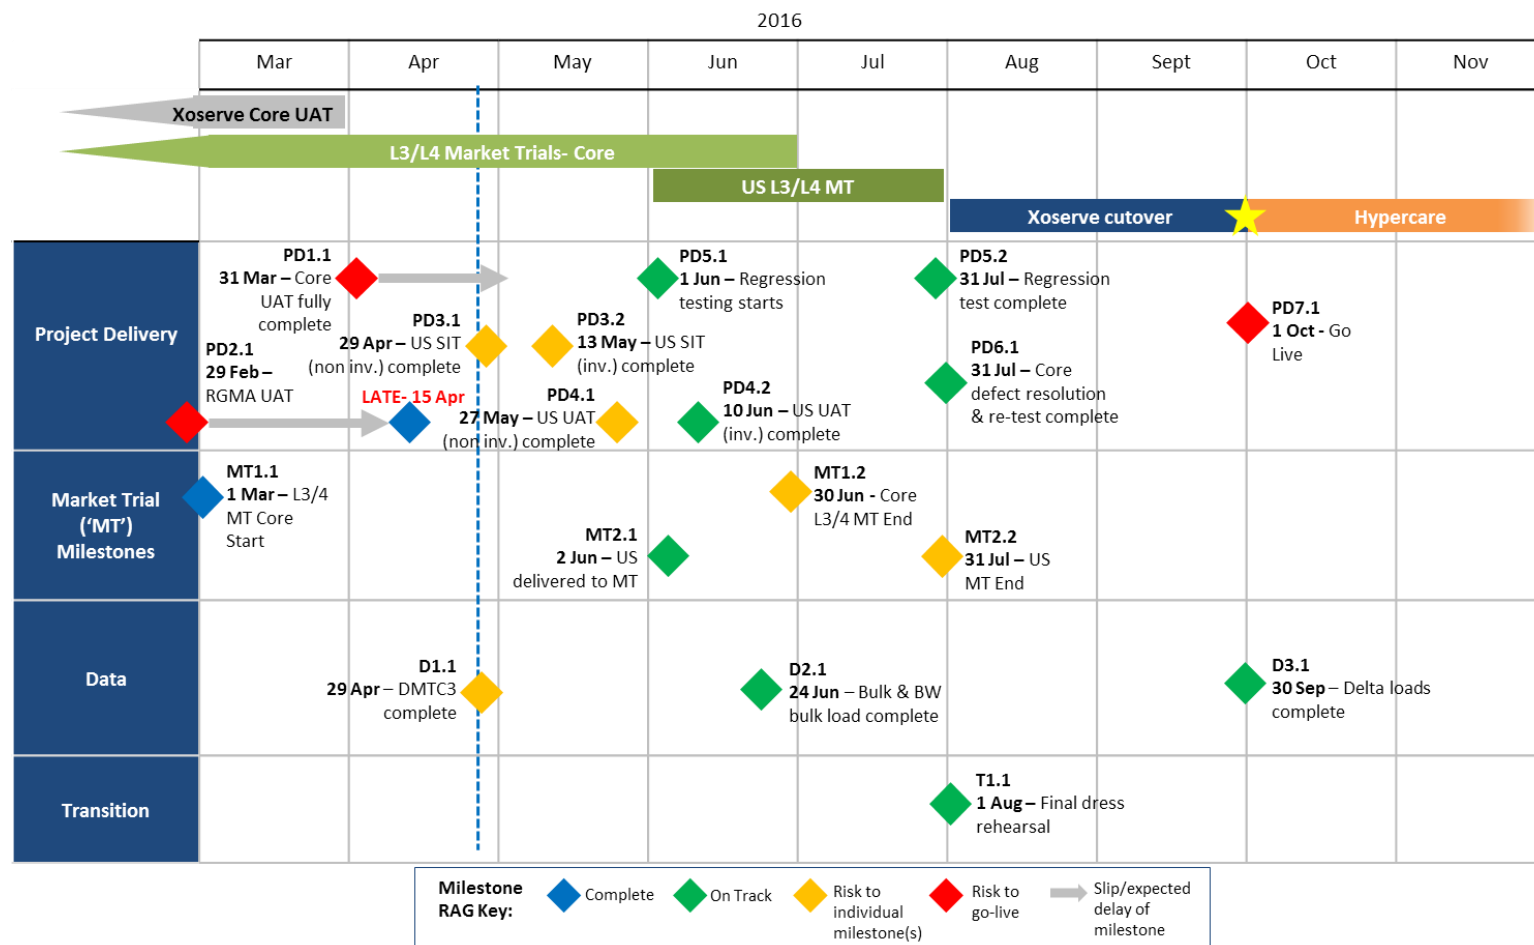 2016
Mar
Apr
May
Jun
Jul
Aug
Sept
Oct
Nov
Xoserve Core UAT
L3/L4 Market Trials- Core
US L3/L4 MT
Xoserve cutover
Hypercare
Project Delivery
PD1.1
31 Mar – Core
UAT fully
complete
PD2.1
29 Feb –
RGMA UAT
LATE- 15 Apr
PD3.1
29 Apr – US SIT
(non inv.) complete
PD3.2
13 May – US SIT
(inv.) complete
PD4.1
27 May – US UAT
(non inv.) complete
PD5.1
1 Jun – Regression
testing starts
PD4.2
10 Jun – US UAT
(inv.) complete
PD5.2
31 Jul – Regression
test complete
PD6.1
31 Jul – Core
defect resolution
& re-test complete
PD7.1
1 Oct - Go
Live
Market Trial
(‘MT’)
Milestones
MT1.1
1 Mar – L3/4
MT Core
Start
MT2.1
2 Jun – US
delivered to MT
MT1.2
30 Jun - Core
L3/4 MT End
MT2.2
31 Jul – US
MT End
Data
D1.1
29 Apr – DMTC3
complete
D2.1
24 Jun – Bulk & BW
bulk load complete
D3.1
30 Sep – Delta loads
complete
Transition
T1.1
1 Aug – Final dress
rehearsal
Milestone
RAG Key:
Complete
On Track
Risk to
individual
milestone(s)
Risk to
go-live
Slip/expected
delay of
milestone